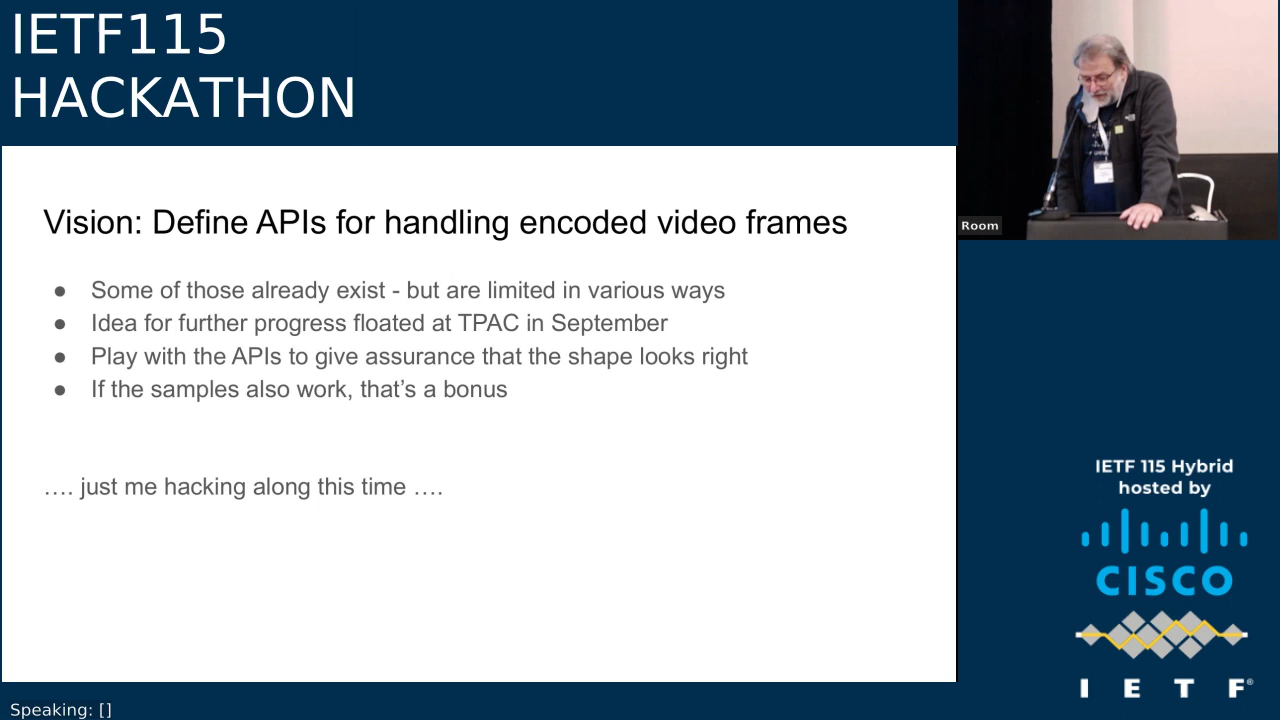 IETF115
HACKATHON
Vision: Define APIs for handling encoded video frames
● Some of those already exist - but are limited in various ways
● Idea for further progress floated at TPAC in September
● Play with the APIs to give assurance that the shape looks right
● If the samples also work, that’s a bonus
…. just me hacking along this time ….
Room
IETF 115 Hybrid
hosted by
CISCO
I E T F®
Speaking: []